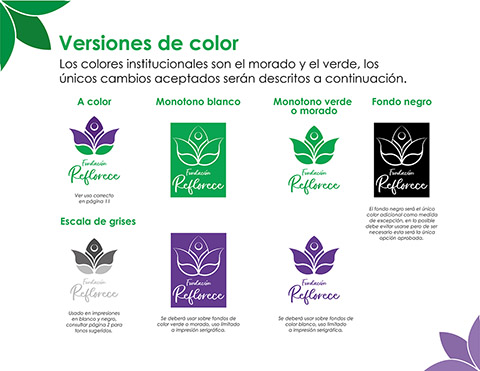 Versiones de color
Los colores institucionales son el morado y el verde, los
únicos cambios aceptados serán descritos a continuación.
A color
Fundación
Reflorece
Ver uso correcto
en página 11
Monotono blanco
Fundación
Reflorece
Monotono verde
o morado
Fundación
Reflorece
Fondo negro
Fundación
Reflorece
El fondo negro será el único
color adicional como medida
de excepción, en lo posible
debe evitar usarse pero de ser
necesario esta será la única
opción aprobada.
Escala de grises
Fundación
Reflorece
Usado en impresiones
en blanco y negro,
consultar página 2 para
tonos sugeridos.
Fundación
Reflorece
Se deberá usar sobre fondos de
color verde o morado, uso limitado
a impresión serigráfica.
Fundación
Reflorece
Se deberá usar sobre fondos de
color blanco, uso limitado a
impresión serigráfica.